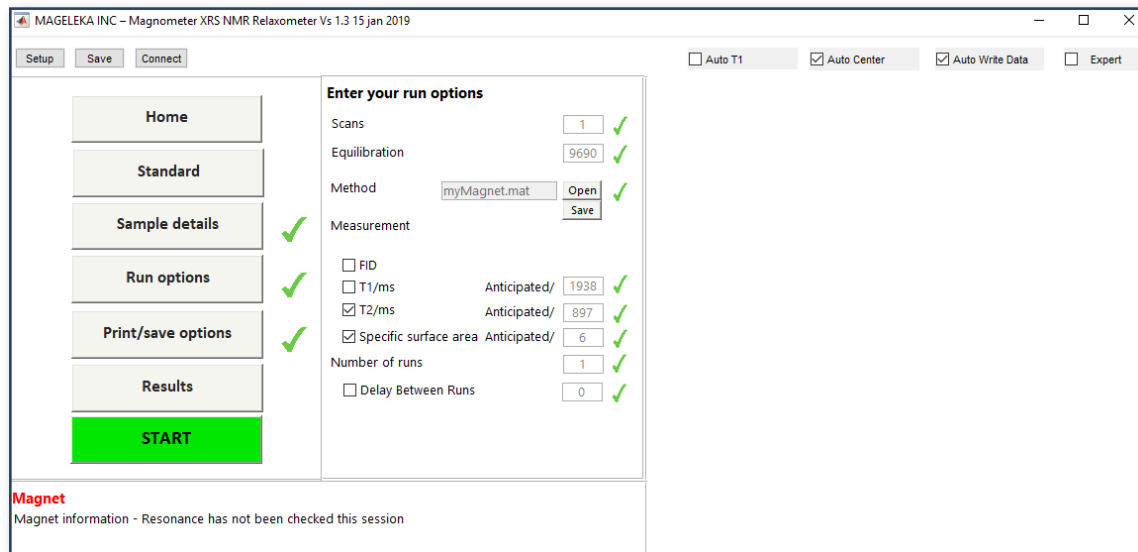 MAGELEKA INC – Magnometer XRS NMR Relaxometer Vs 1.3 15 jan 2019
Setup Save Connect Auto T1 Auto Center Auto Write Data Expert
Home
Standard
Sample details
Run options
Print/save options
Results
START
Enter your run options
Scans 1
Equilibration 9690
Method myMagnet.mat Open
Save
Measurement
FID
T1/ms Anticipated/ 1938
T2/ms Anticipated/ 897
Specific surface area Anticipated/ 6
Number of runs 1
Delay Between Runs 0
Magnet
Magnet information - Resonance has not been checked this session